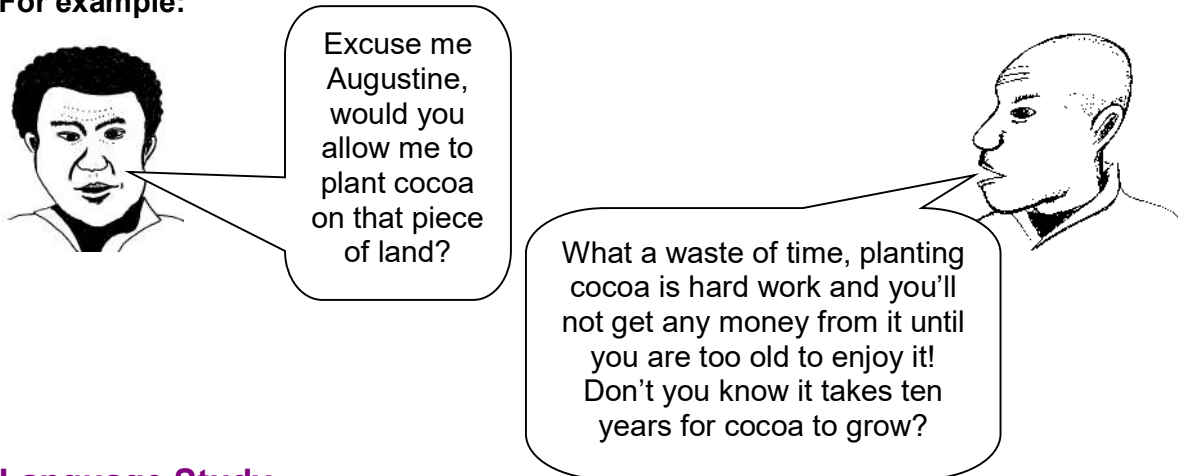 For example:
Excuse me
Augustine,
would you
allow me to
plant cocoa
on that piece
of land?
What a waste of time, planting
cocoa is hard work and you'll
not get any money from it until
you are too old to enjoy it!
Don't you know it takes ten
years for cocoa to grow?
Language Study